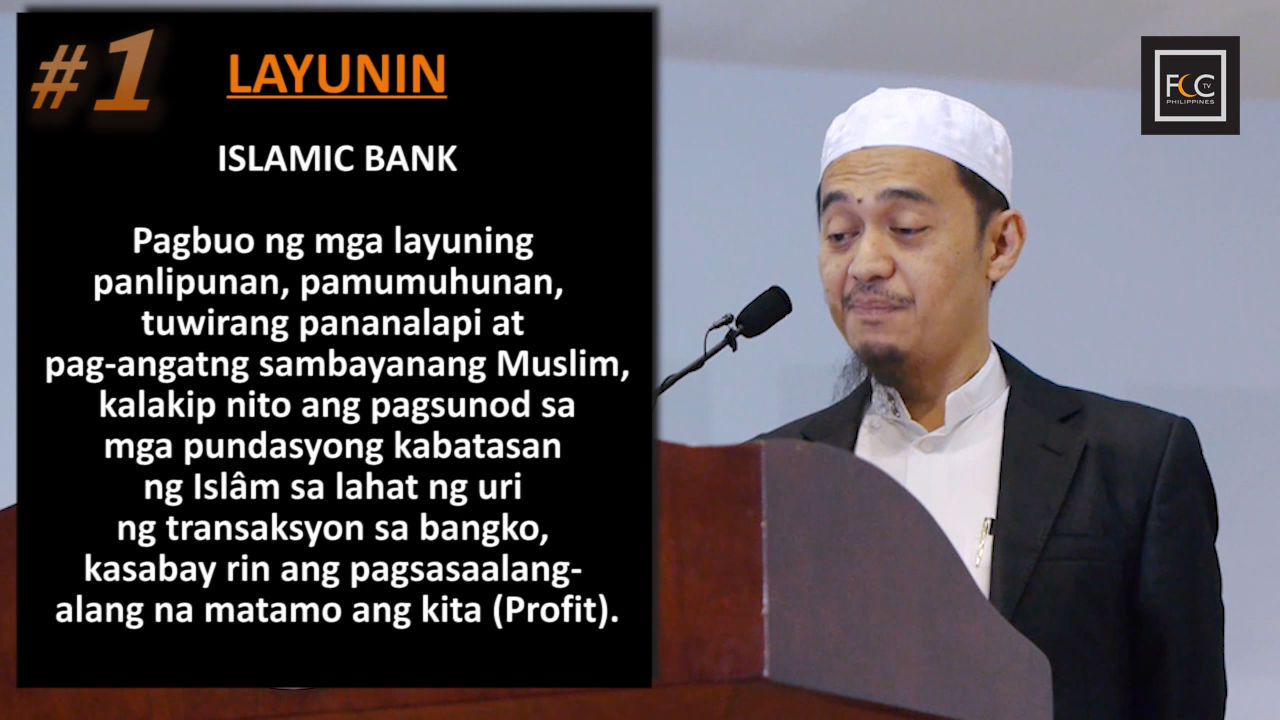 #1
LAYUNIN
ISLAMIC BANK
Pagbuo ng mga layuning
panlipunan, pamumuhunan,
tuwirang pananalapi at
pag-angatng sambayanang Muslim,
kalakip nito ang pagsunod sa
mga pundasyong kabatasan
ng Islâm sa lahat ng uri
ng transaksyon sa bangko,
kasabay rin ang pagsasaalang-
alang na matamo ang kita (Profit).
FCC TV
PHILIPPINES